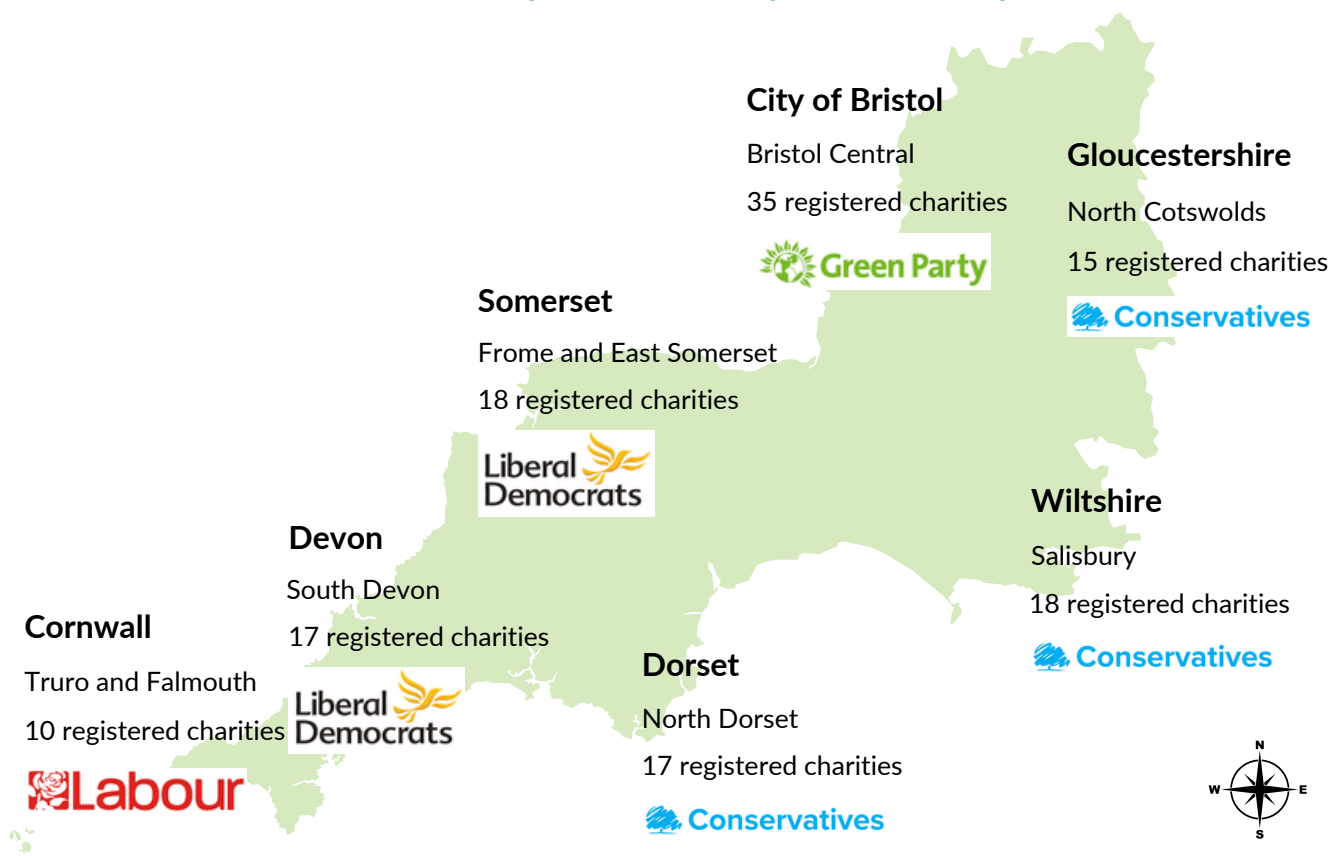 City of Bristol
Bristol Central
35 registered charities
Green Party
Gloucestershire
North Cotswolds
15 registered charities
Conservatives
Somerset
Frome and East Somerset
18 registered charities
Liberal
Democrats
Wiltshire
Salisbury
18 registered charities
Conservatives
Devon
South Devon
17 registered charities
Liberal
Democrats
Cornwall
Truro and Falmouth
10 registered charities
Labour
Dorset
North Dorset
17 registered charities
Conservatives
N
W E
S